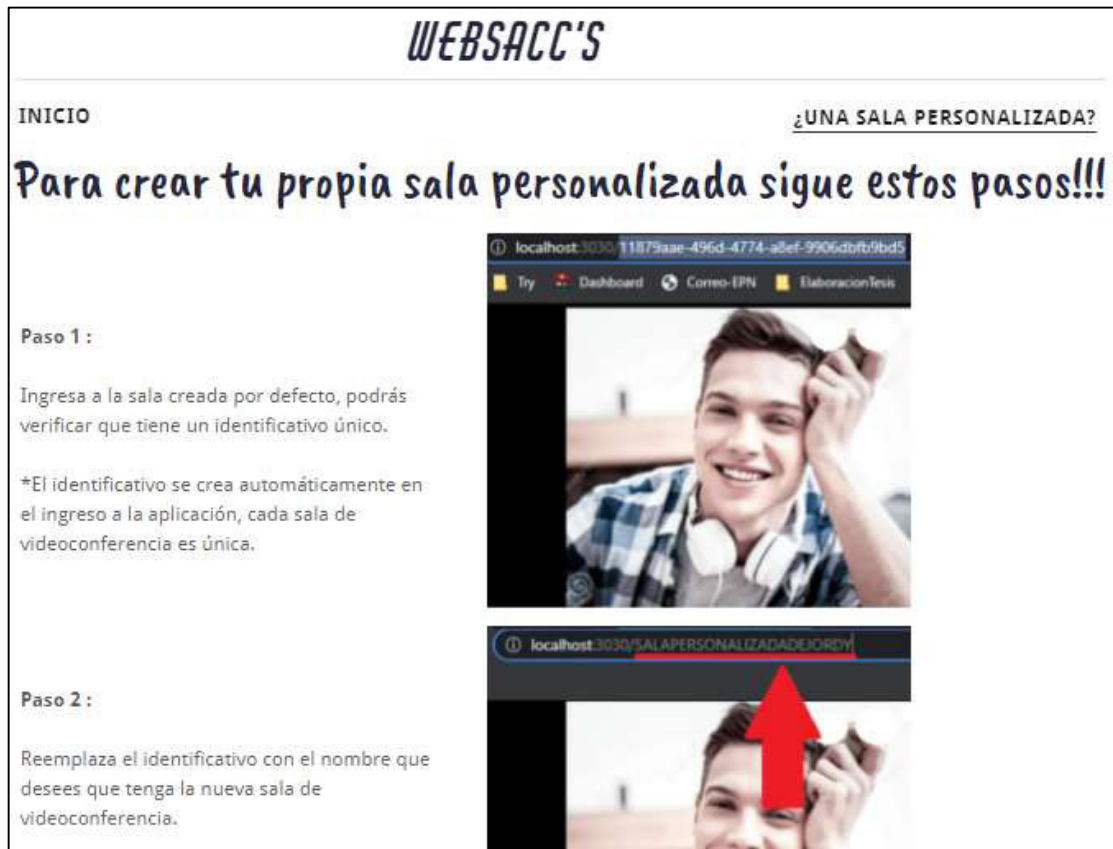 WEBSACC'S
INICIO
¿UNA SALA PERSONALIZADA?
Para crear tu propia sala personalizada sigue estos pasos!!!
localhost:3030/11879aae-496d-4774-a8ef-9906dbfb9bd5
Try Dashboard Correo-EPN ElaboracionTesis
Paso 1 :
Ingresa a la sala creada por defecto, podrás
verificar que tiene un identificativo único.
*El identificativo se crea automáticamente en
el ingreso a la aplicación, cada sala de
videoconferencia es única.
localhost:3030/SALAPERSONALIZADADEJORDY
Paso 2 :
Reemplaza el identificativo con el nombre que
desees que tenga la nueva sala de
videoconferencia.